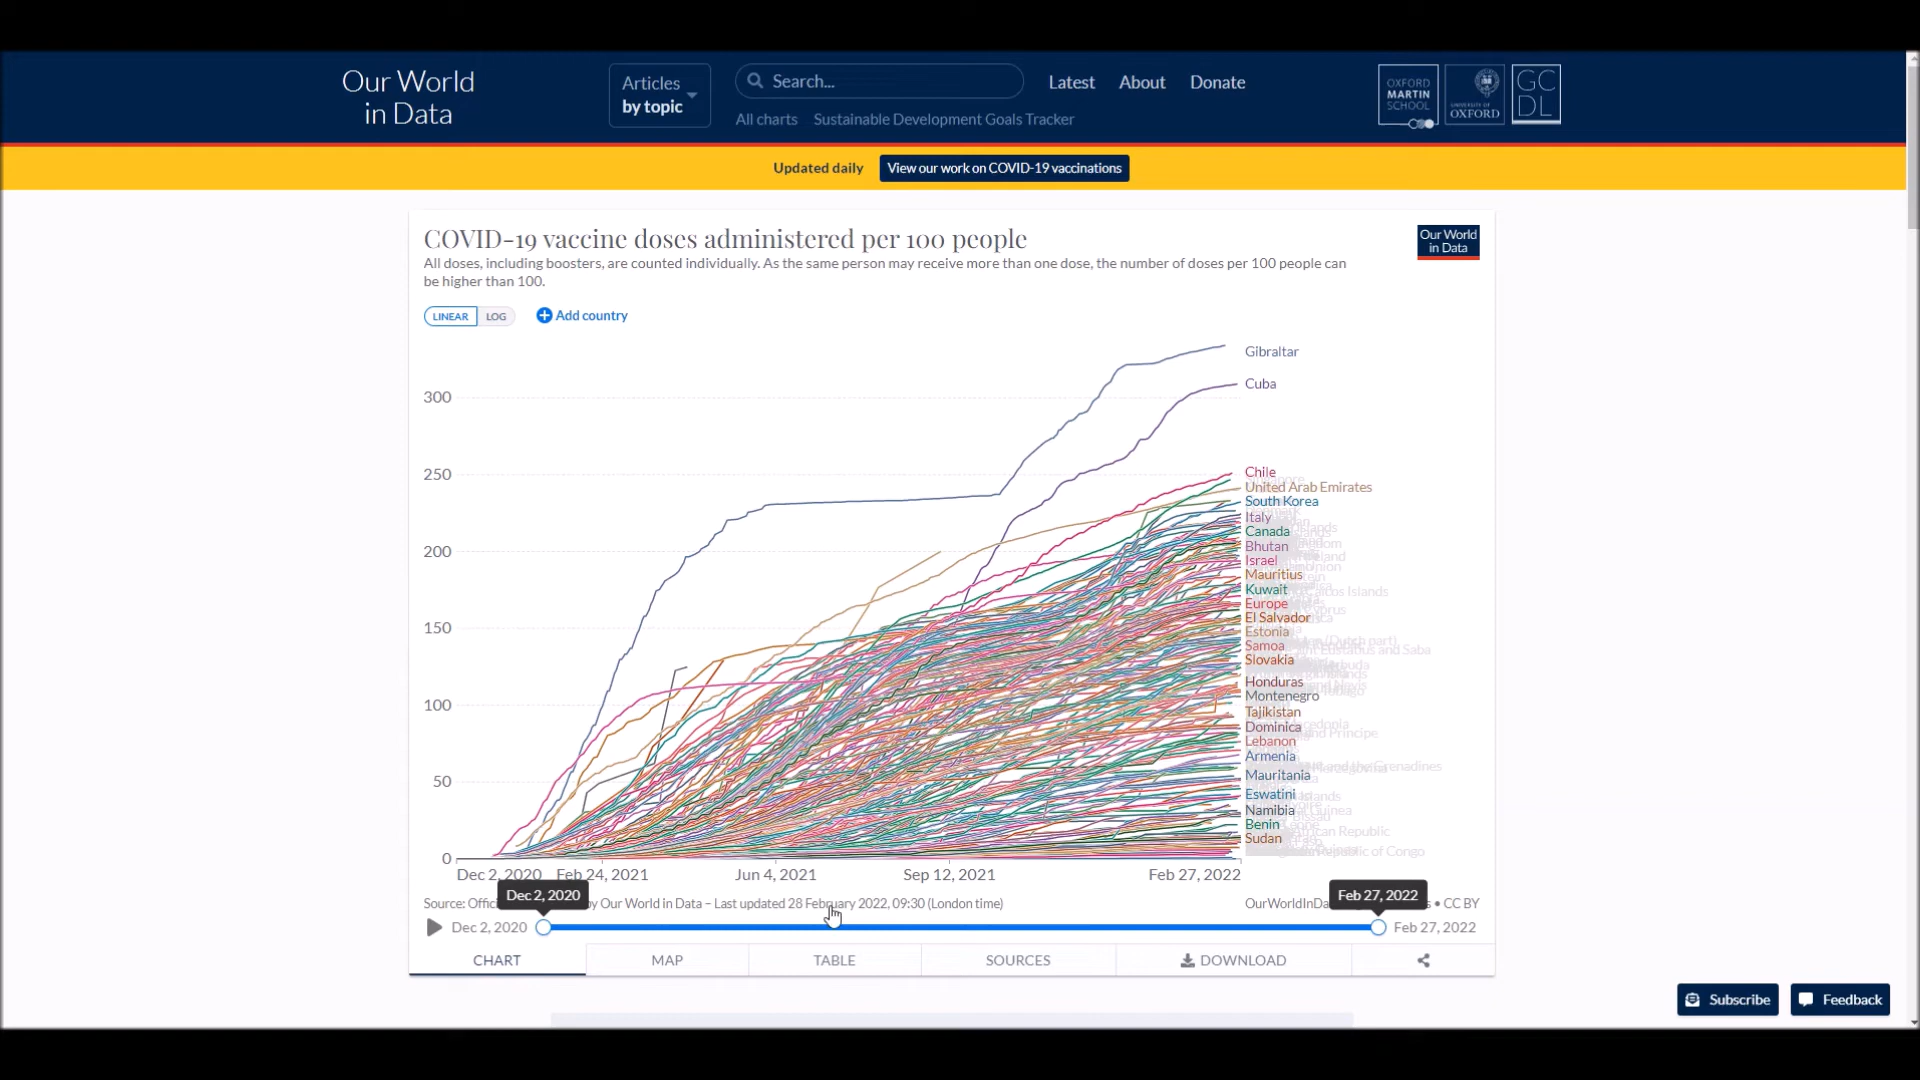 Our World
in Data
Articles
by topic
Search...
Latest
About
Donate
All charts
Sustainable Development Goals Tracker
OXFORD
MARTIN
SCHOOL
UNIVERSITY OF
OXFORD
GC
DL
Updated daily
View our work on COVID-19 vaccinations
COVID-19 vaccine doses administered per 100 people
All doses, including boosters, are counted individually. As the same person may receive more than one dose, the number of doses per 100 people can
be higher than 100.
Our World
in Data
LINEAR
LOG
Add country
300
250
200
150
100
50
0
Gibraltar
Cuba
Chile
United Arab Emirates
South Korea
Italy
Canada
Bhutan
Israel
Mauritius
Kuwait
Europe
El Salvador
Estonia
Samoa
Slovakia
Honduras
Montenegro
Tajikistan
Dominica
Lebanon
Armenia
Mauritania
Eswatini
Namibia
Benin
Sudan
Dec 2, 2020
Feb 24, 2021
Jun 4, 2021
Sep 12, 2021
Feb 27, 2022
Dec 2, 2020
Feb 27, 2022
Source: by Our World in Data – Last updated 28 February 2022, 09:30 (London time)
• CC BY
Dec 2, 2020
Feb 27, 2022
CHART
MAP
TABLE
SOURCES
DOWNLOAD
Subscribe
Feedback